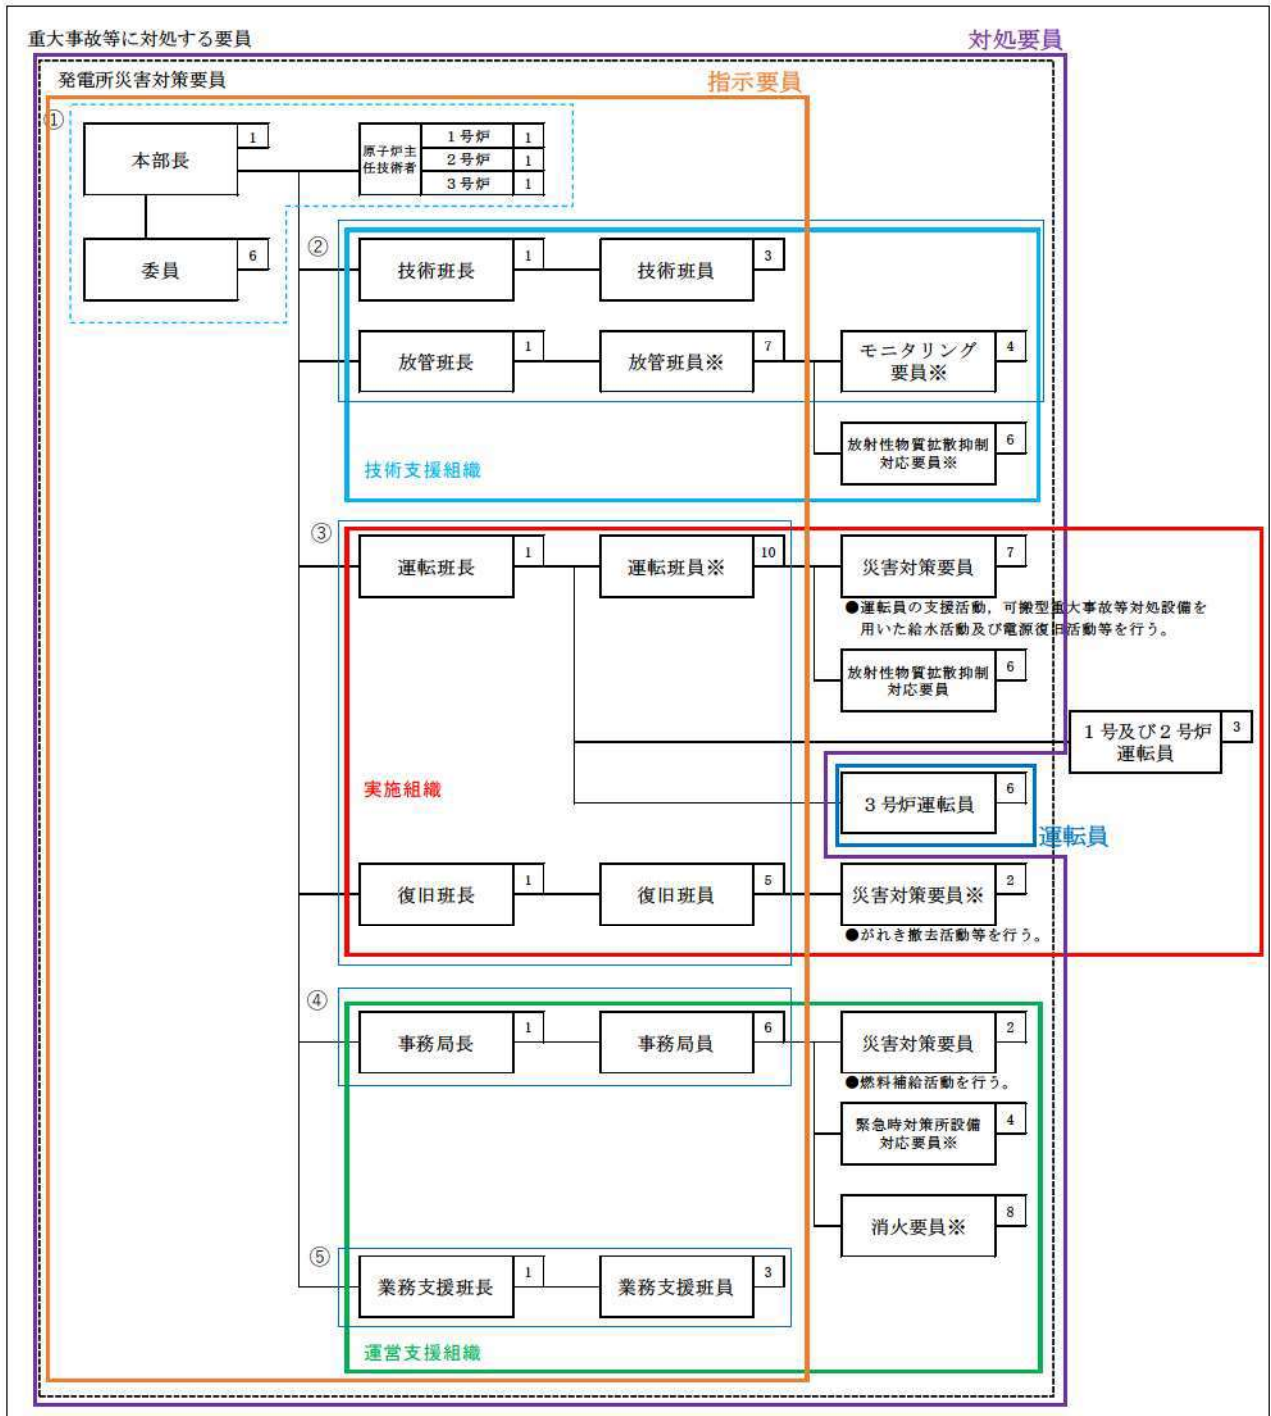 重大事故等に対処する要員
対処要員
発電所災害対策要員
指示要員
①
本部長
1
原子炉主
任技術者
1号炉
1
2号炉
1
3号炉
1
委員
6
②
技術班長
1
技術班員
3
放管班長
1
放管班員※
7
モニタリング
要員※
4
放射性物質拡散抑制
対応要員※
6
技術支援組織
③
運転班長
1
運転班員※
10
災害対策要員
7
●運転員の支援活動，可搬型重大事故等対処設備を
用いた給水活動及び電源復旧活動等を行う。
放射性物質拡散抑制
対応要員
6
1号及び2号炉
運転員
3
実施組織
3号炉運転員
6
運転員
復旧班長
1
復旧班員
5
災害対策要員※
2
●がれき撤去活動等を行う。
④
事務局長
1
事務局員
6
災害対策要員
2
●燃料補給活動を行う。
緊急時対策所設備
対応要員※
4
消火要員※
8
⑤
業務支援班長
1
業務支援班員
3
運営支援組織